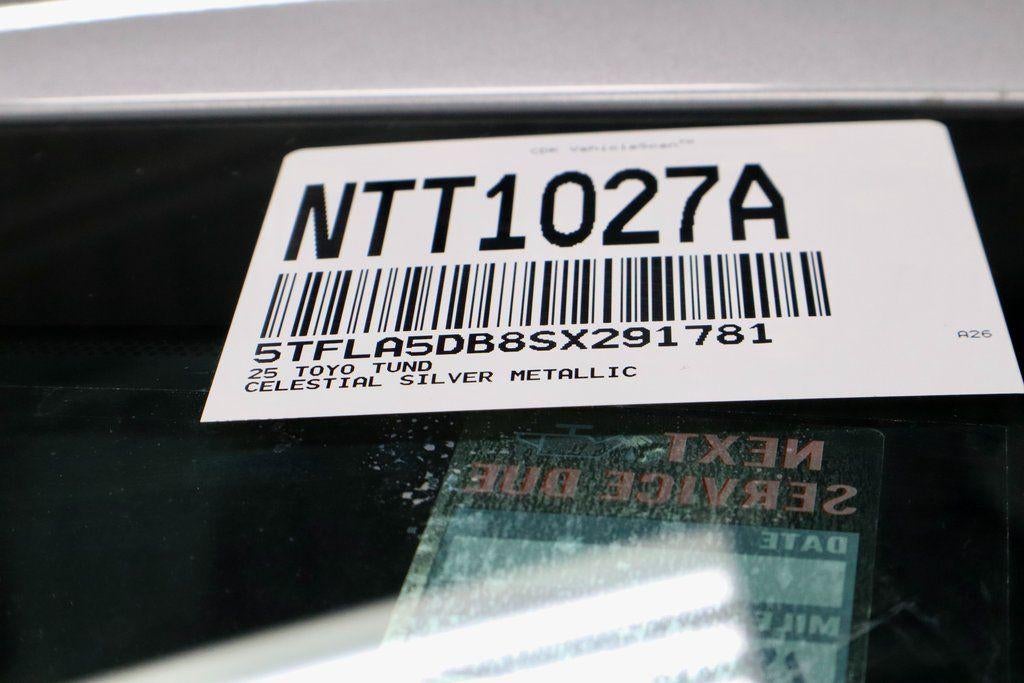 CDK VehicleScan™
NTT1027A
5TFLA5DB8SX291781
25 TOYO TUND
CELESTIAL SILVER METALLIC
A26
NEXT
SERVICE DUE
DATE